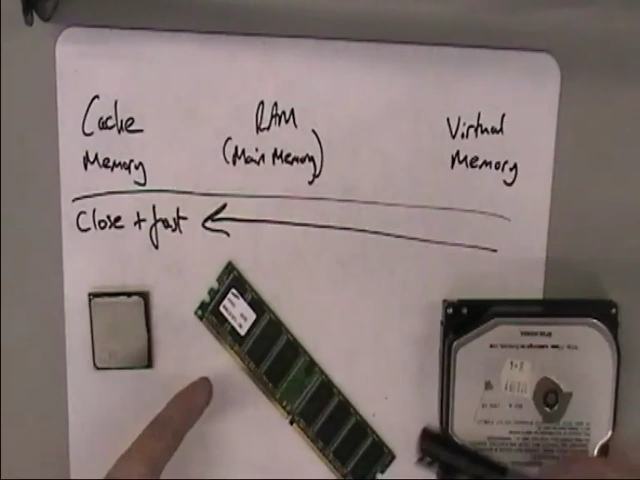 Cache
Memory
RAM
(Main Memory)
Virtual
Memory
Close + fast